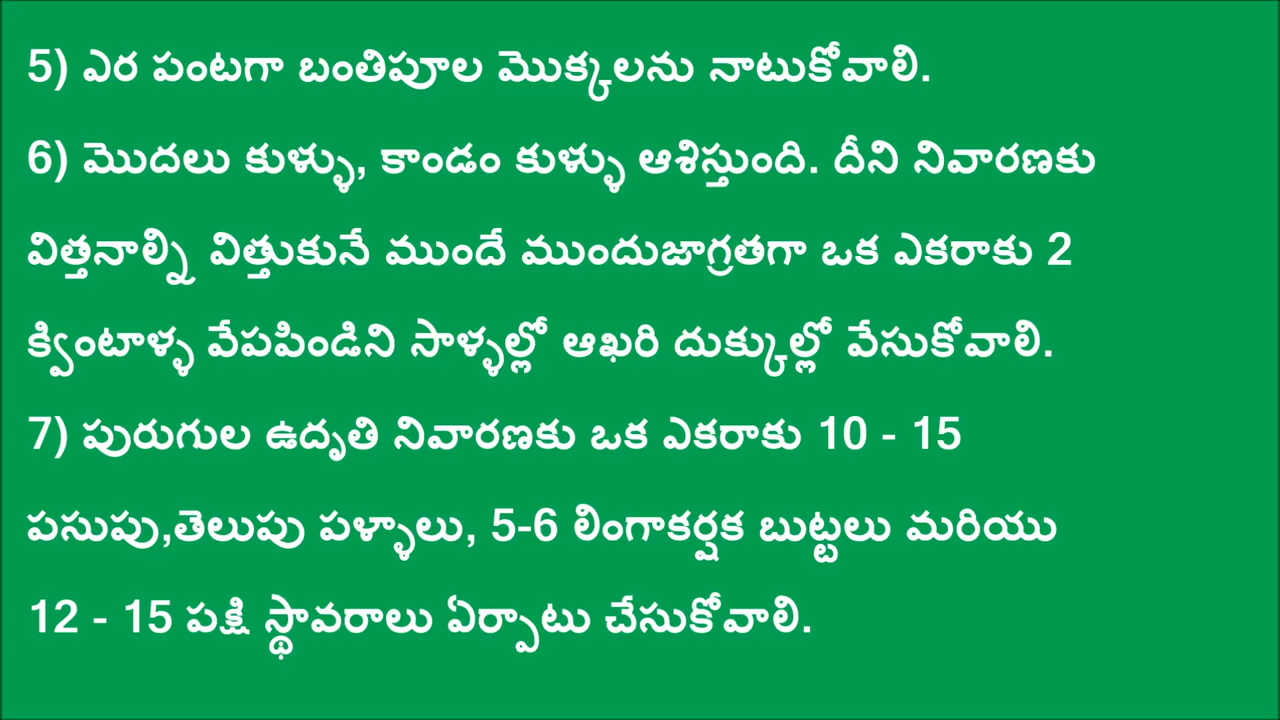 5) ఎర పంటగా బంతిపూల మొక్కలను నాటుకోవాలి.
6) మొదలు కుళ్ళు, కాండం కుళ్ళు ఆశిస్తుంది. దీని నివారణకు
విత్తనాల్ని విత్తుకునే ముందే ముందుజాగ్రతగా ఒక ఎకరాకు 2
క్వింటాళ్ళ వేపపిండిని సాళ్ళల్లో ఆఖరి దుక్కుల్లో వేసుకోవాలి.
7) పురుగుల ఉదృతి నివారణకు ఒక ఎకరాకు 10 - 15
పసుపు,తెలుపు పళ్ళాలు, 5-6 లింగాకర్షక బుట్టలు మరియు
12 - 15 పక్షి స్థావరాలు ఏర్పాటు చేసుకోవాలి.